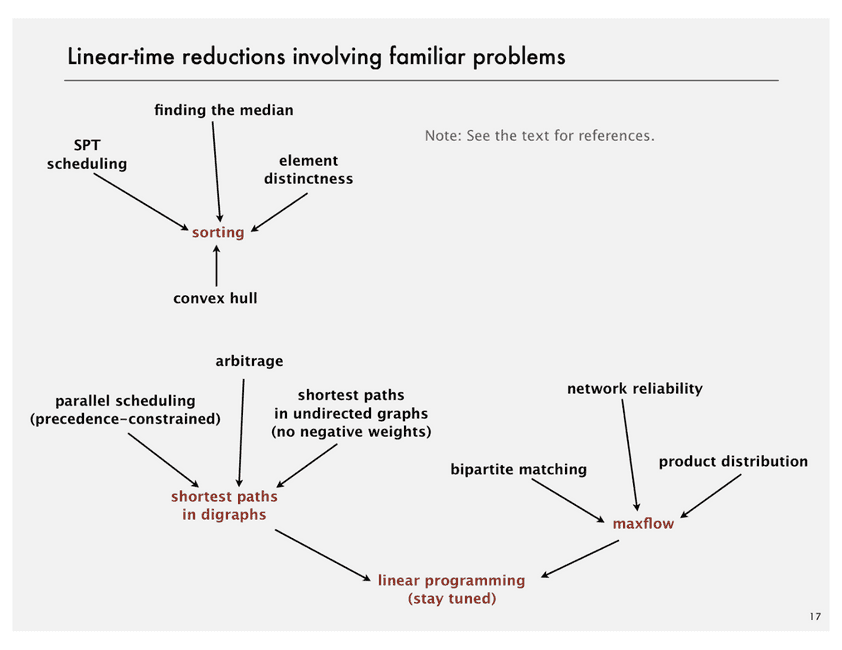 Linear-time reductions involving familiar problems
finding the median
Note: See the text for references.
SPT
scheduling
element
distinctness
sorting
convex hull
arbitrage
parallel scheduling
(precedence-constrained)
shortest paths
in undirected graphs
(no negative weights)
network reliability
bipartite matching
product distribution
shortest paths
in digraphs
maxflow
linear programming
(stay tuned)
17